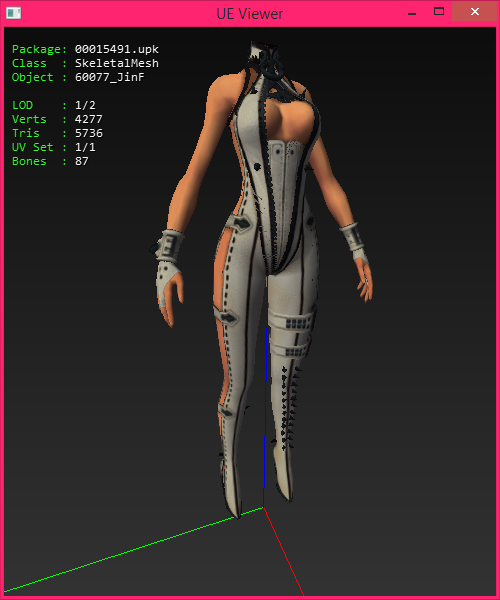 UE Viewer
Package: 00015491.upk
Class : SkeletalMesh
Object : 60077_JinF
LOD : 1/2
Verts : 4277
Tris : 5736
UV Set : 1/1
Bones : 87